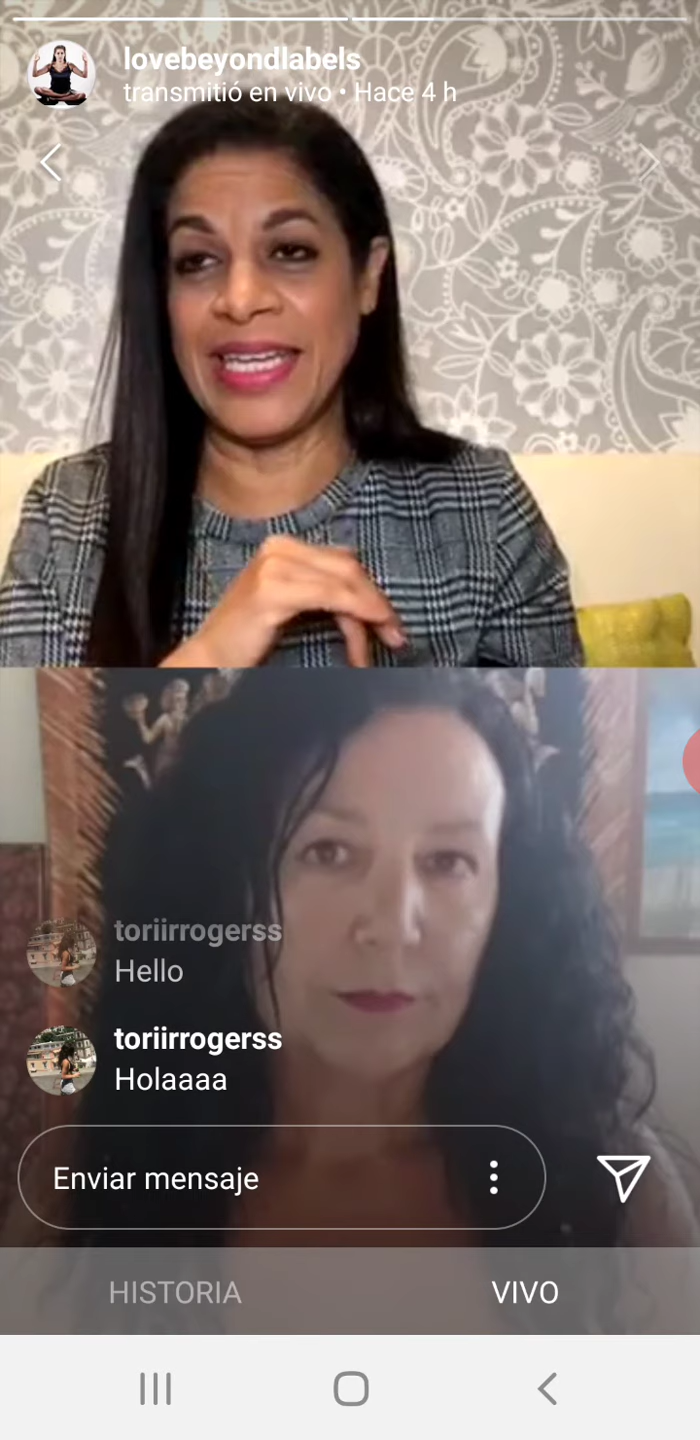 lovebeyondlabels
transmitió en vivo • Hace 4 h
toriirrogerss
Hello
toriirrogerss
Holaaaa
Enviar mensaje
HISTORIA
VIVO